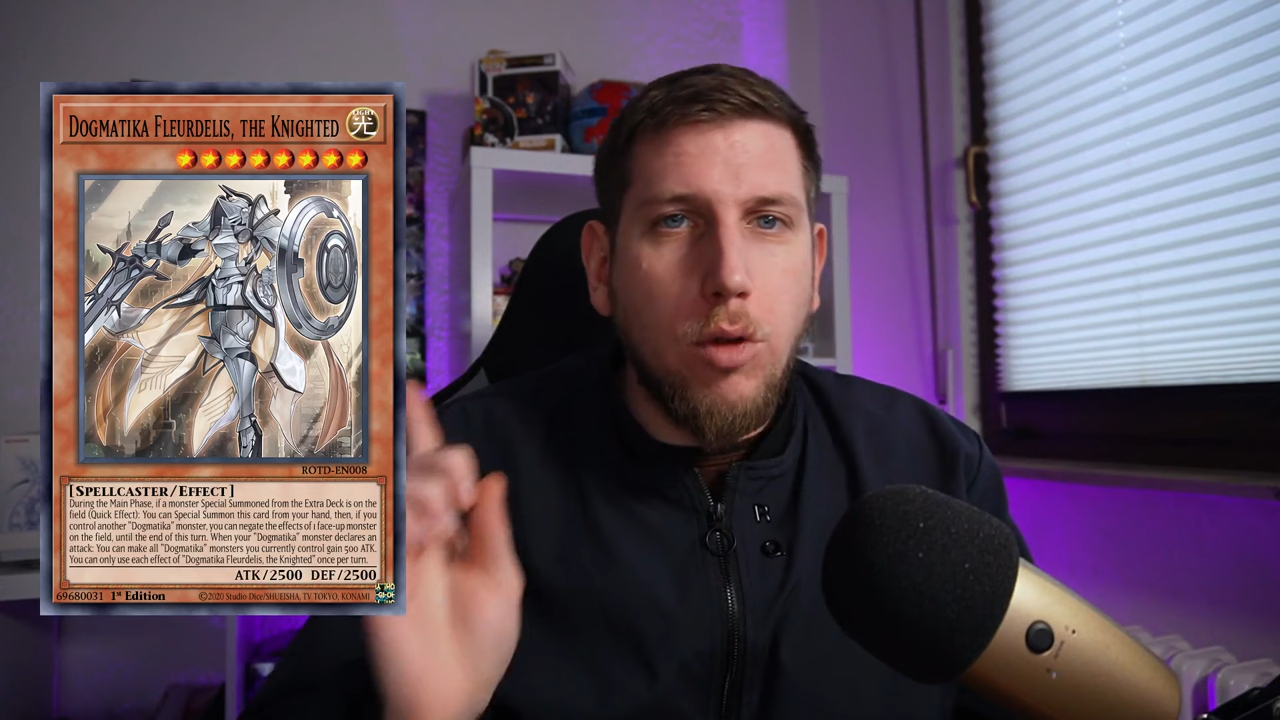 DOGMATIKA FLEURDELIS, THE KNIGHTED
LIGHT
光
ROTD-EN008
[SPELLCASTER/EFFECT]
During the Main Phase, if a monster Special Summoned from the Extra Deck is on the
field (Quick Effect): You can Special Summon this card from your hand, then, if you
control another "Dogmatika" monster, you can negate the effects of 1 face-up monster
on the field, until the end of this turn. When your "Dogmatika" monster declares an
attack: You can make all "Dogmatika" monsters you currently control gain 500 ATK.
You can only use each effect of "Dogmatika Fleurdelis, the Knighted" once per turn.
ATK/2500 DEF/2500
69680031 1st Edition ©2020 Studio Dice/SHUEISHA, TV TOKYO, KONAMI
R